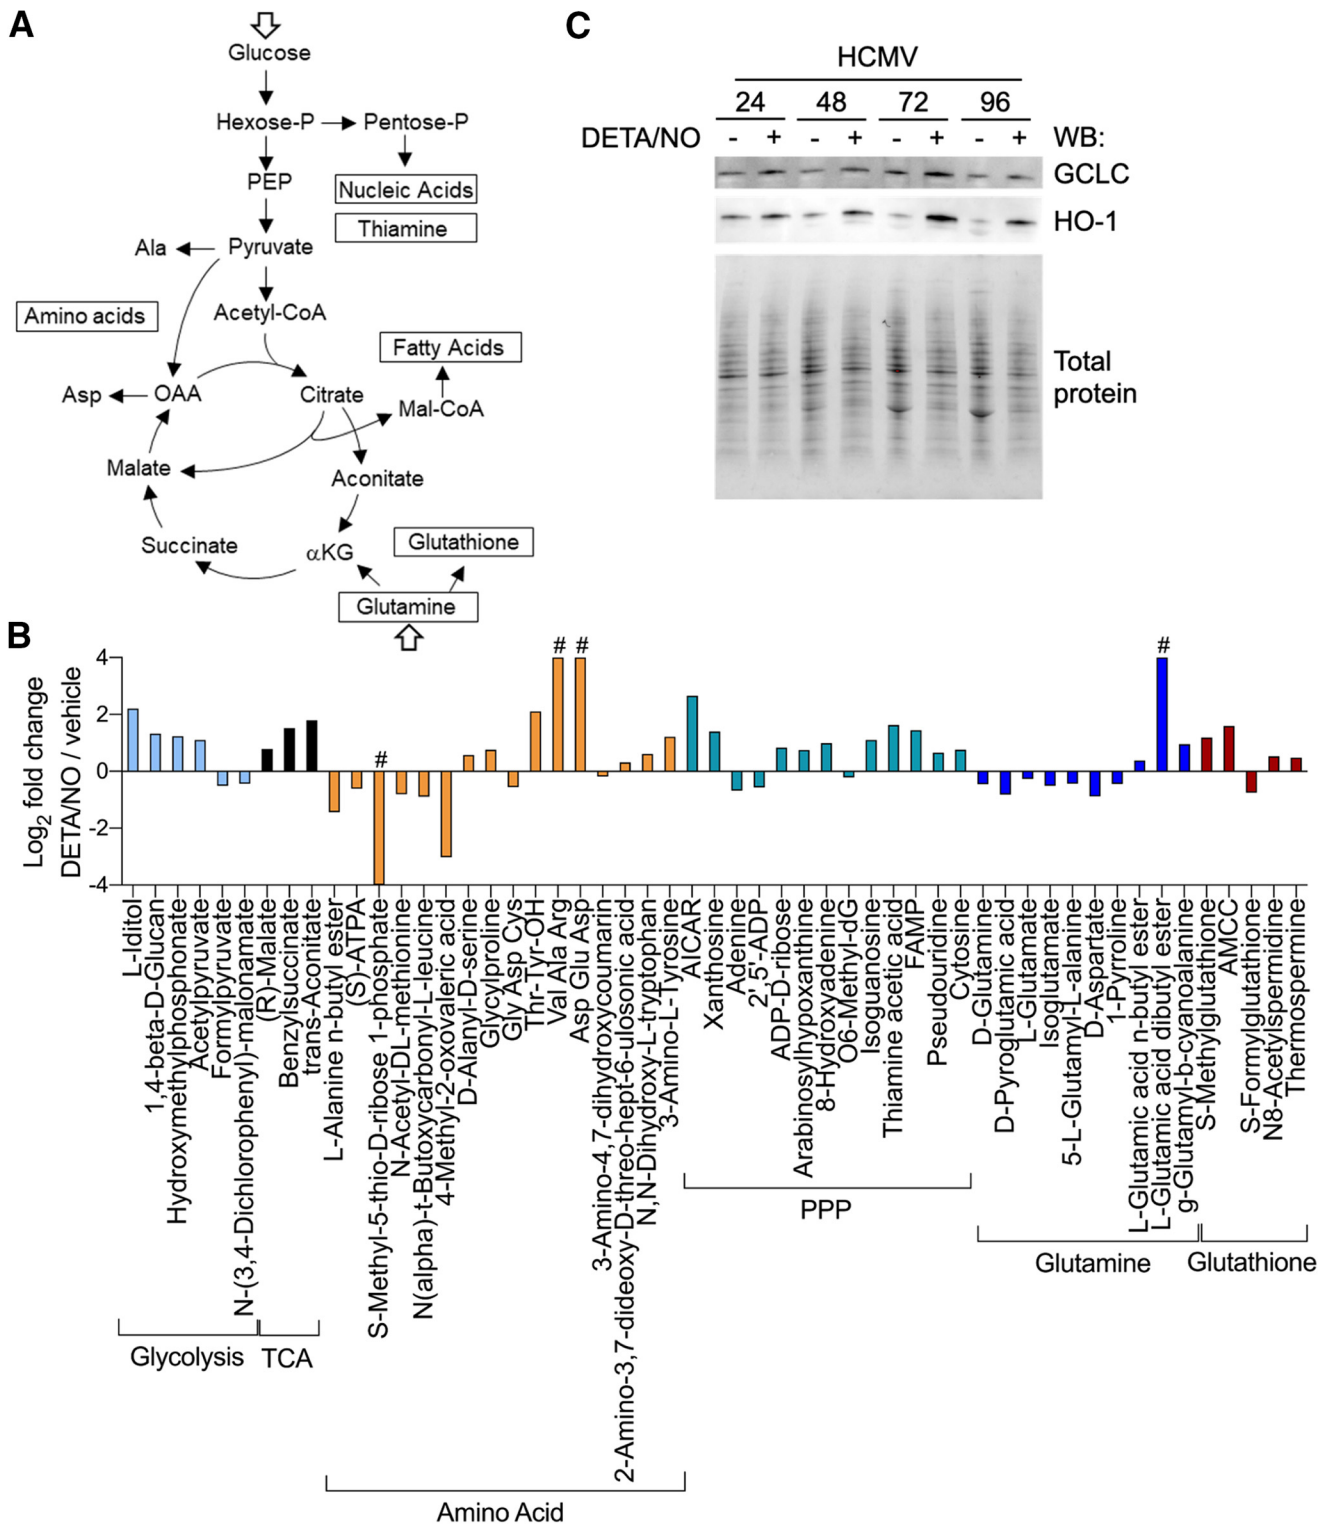 A
Glucose
Hexose-P
Pentose-P
PEP
Nucleic Acids
Thiamine
Ala
Pyruvate
Amino acids
Acetyl-CoA
Fatty Acids
Asp
OAA
Citrate
Mal-CoA
Malate
Aconitate
Succinate
αKG
Glutathione
Glutamine
C
HCMV
24 48 72 96
DETA/NO - + - + - + - + WB:
GCLC
HO-1
Total
protein
B
Log2 fold change
DETA/NO / vehicle
4
2
0
-2
-4
# # # #
L-Iditol
1,4-beta-D-Glucan
Hydroxymethylphosphonate
Acetylpyruvate
Formylpyruvate
N-(3,4-Dichlorophenyl)-malonamate
(R)-Malate
Benzylsuccinate
trans-Aconitate
L-Alanine n-butyl ester
(S)-ATPA
S-Methyl-5-thio-D-ribose 1-phosphate
N-Acetyl-DL-methionine
N(alpha)-t-Butoxycarbonyl-L-leucine
4-Methyl-2-oxovaleric acid
D-Alanyl-D-serine
Glycylproline
Gly Asp Cys
Thr-Tyr-OH
Val Ala Arg
Asp Glu Asp
3-Amino-4,7-dihydroxycoumarin
2-Amino-3,7-dideoxy-D-threo-hept-6-ulosonic acid
N,N-Dihydroxy-L-tryptophan
3-Amino-L-Tyrosine
AICAR
Xanthosine
Adenine
2',5'-ADP
ADP-D-ribose
Arabinosylhypoxanthine
8-Hydroxyadenine
O6-Methyl-dG
Isoguanosine
Thiamine acetic acid
FAMP
Pseudouridine
Cytosine
D-Glutamine
D-Pyroglutamic acid
L-Glutamate
Isoglutamate
5-L-Glutamyl-L-alanine
D-Aspartate
1-Pyrroline
L-Glutamic acid n-butyl ester
L-Glutamic acid dibutyl ester
g-Glutamyl-b-cyanoalanine
S-Methylglutathione
AMCC
S-Formylglutathione
N8-Acetylspermidine
Thermospermine
PPP
Glutamine
Glutathione
Glycolysis
TCA
Amino Acid